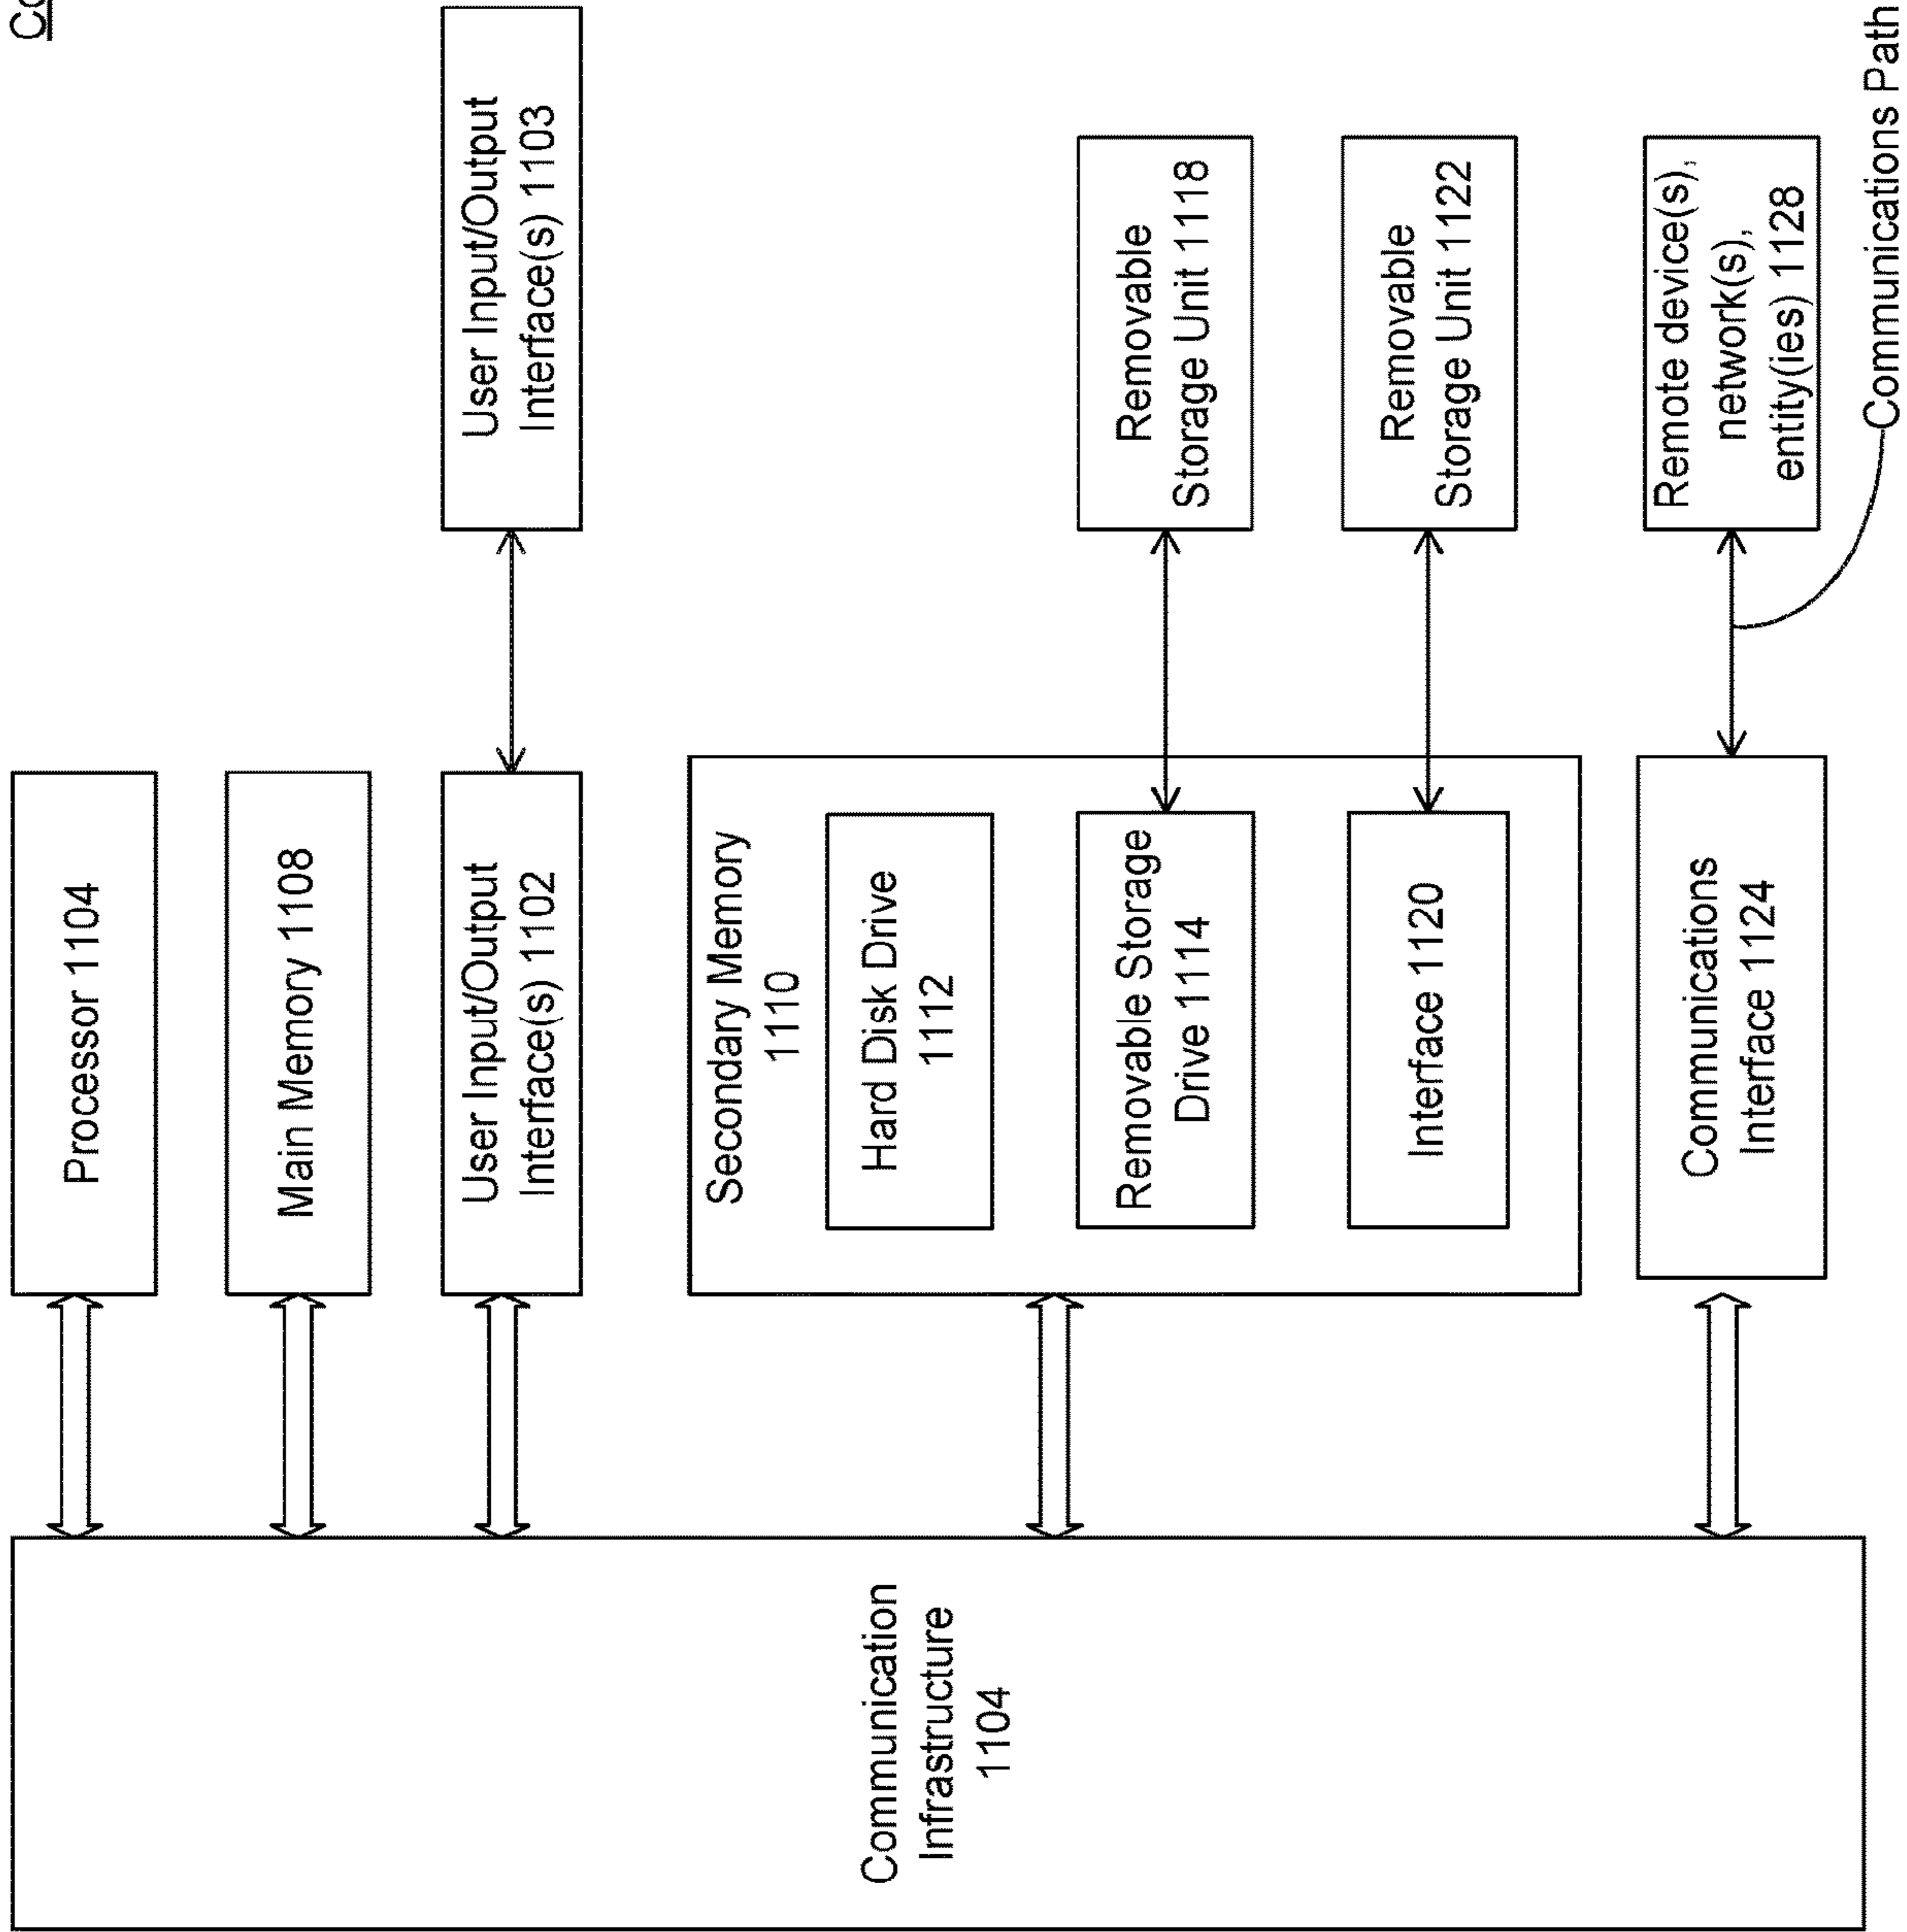 Processor 1104
Main Memory 1108
User Input/Output
Interface(s) 1102
User Input/Output
Interface(s) 1103
Secondary Memory
1110
Hard Disk Drive
1112
Removable Storage
Drive 1114
Removable
Storage Unit 1118
Interface 1120
Removable
Storage Unit 1122
Communications
Interface 1124
Remote device(s),
network(s),
entity(ies) 1128
Communications Path
Communication
Infrastructure
1104